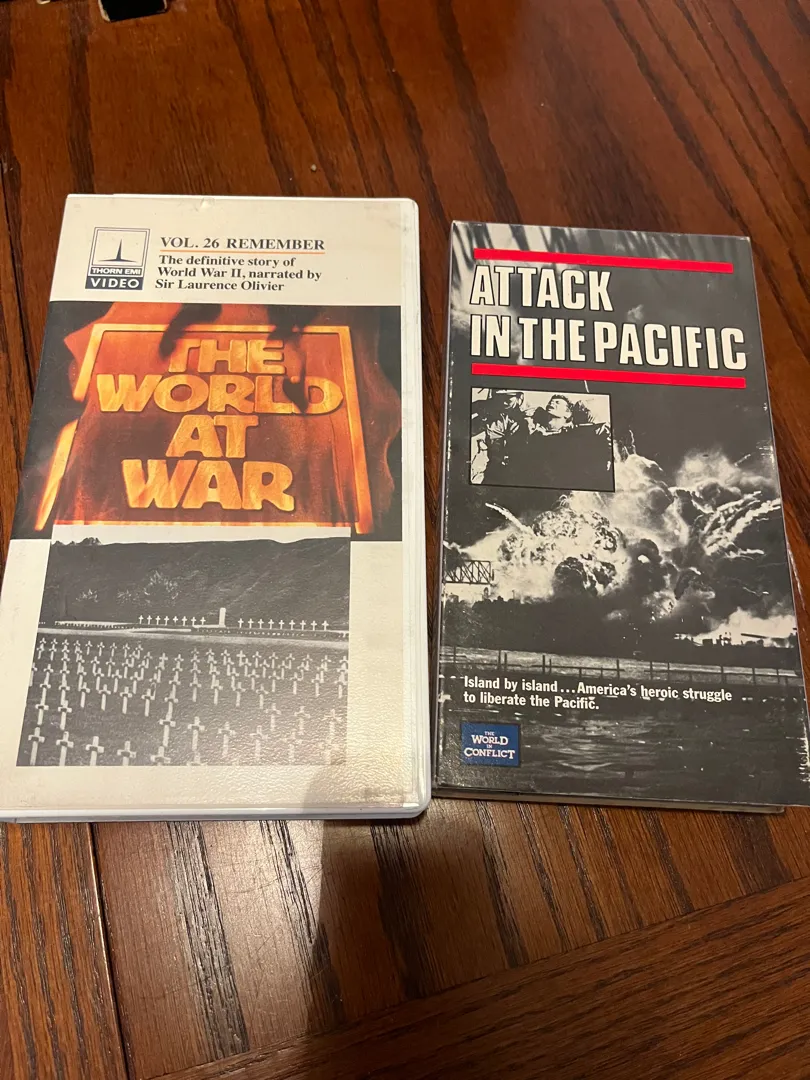 THORN EMI
VIDEO
VOL. 26 REMEMBER
The definitive story of
World War II, narrated by
Sir Laurence Olivier
THE
WORLD
AT
WAR
ATTACK
IN THE PACIFIC
Island by island...America's heroic struggle
to liberate the Pacific.
THE
WORLD
IN
CONFLICT